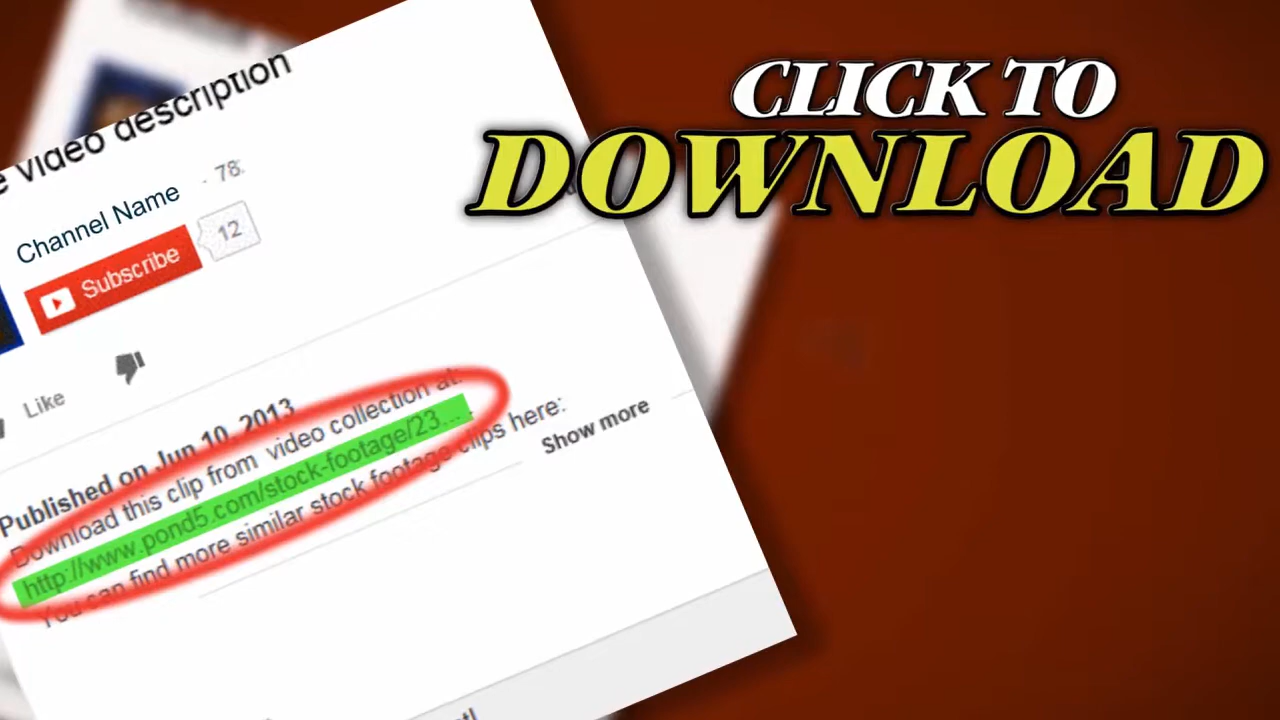 CLICK TO
DOWNLOAD
video description
Channel Name
78
Subscribe
12
Like
Published on Jun 10, 2013
Download this clip from video collection at:
http://www.pond5.com/stock-footage/23...
You can find more similar stock footage clips here:
Show more